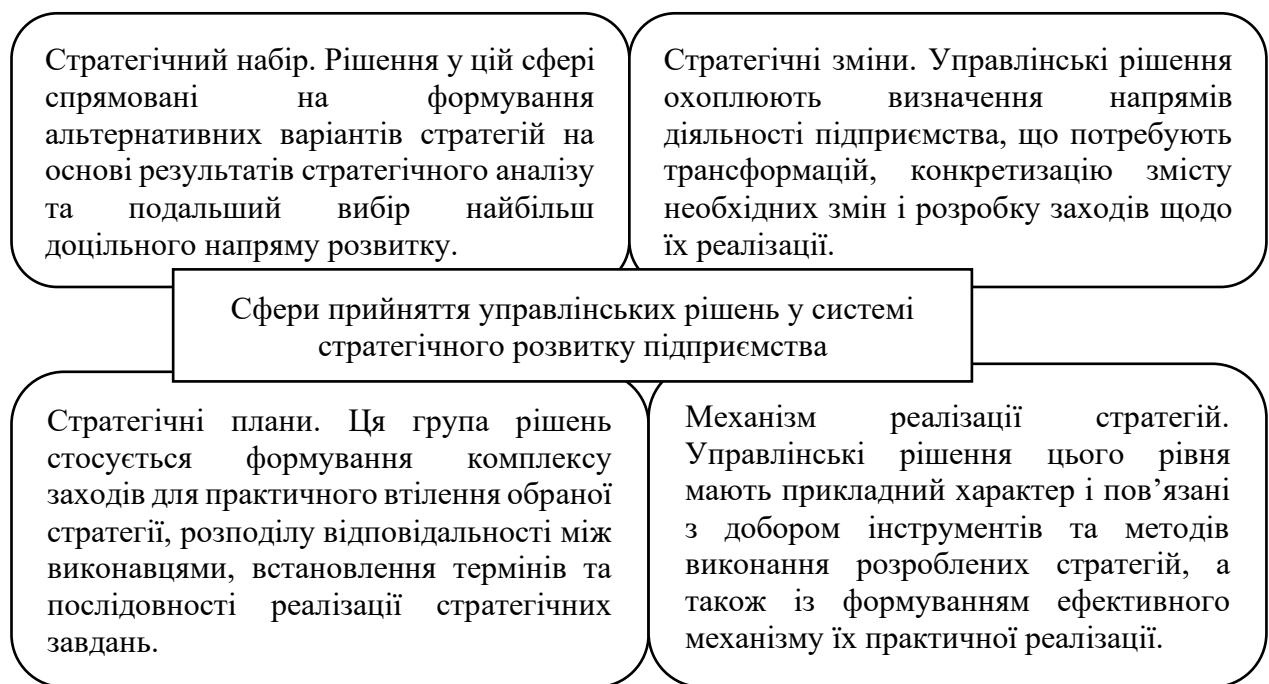 Стратегічний набір. Рішення у цій сфері
спрямовані на формування
альтернативних варіантів стратегій на
основі результатів стратегічного аналізу
та подальший вибір найбільш
доцільного напряму розвитку.
Стратегічні зміни. Управлінські рішення
охоплюють визначення напрямів
діяльності підприємства, що потребують
трансформацій, конкретизацію змісту
необхідних змін і розробку заходів щодо
їх реалізації.
Сфери прийняття управлінських рішень у системі
стратегічного розвитку підприємства
Стратегічні плани. Ця група рішень
стосується формування комплексу
заходів для практичного втілення обраної
стратегії, розподілу відповідальності між
виконавцями, встановлення термінів та
послідовності реалізації стратегічних
завдань.
Механізм реалізації стратегій.
Управлінські рішення цього рівня
мають прикладний характер і пов’язані
з добором інструментів та методів
виконання розроблених стратегій, а
також із формуванням ефективного
механізму їх практичної реалізації.